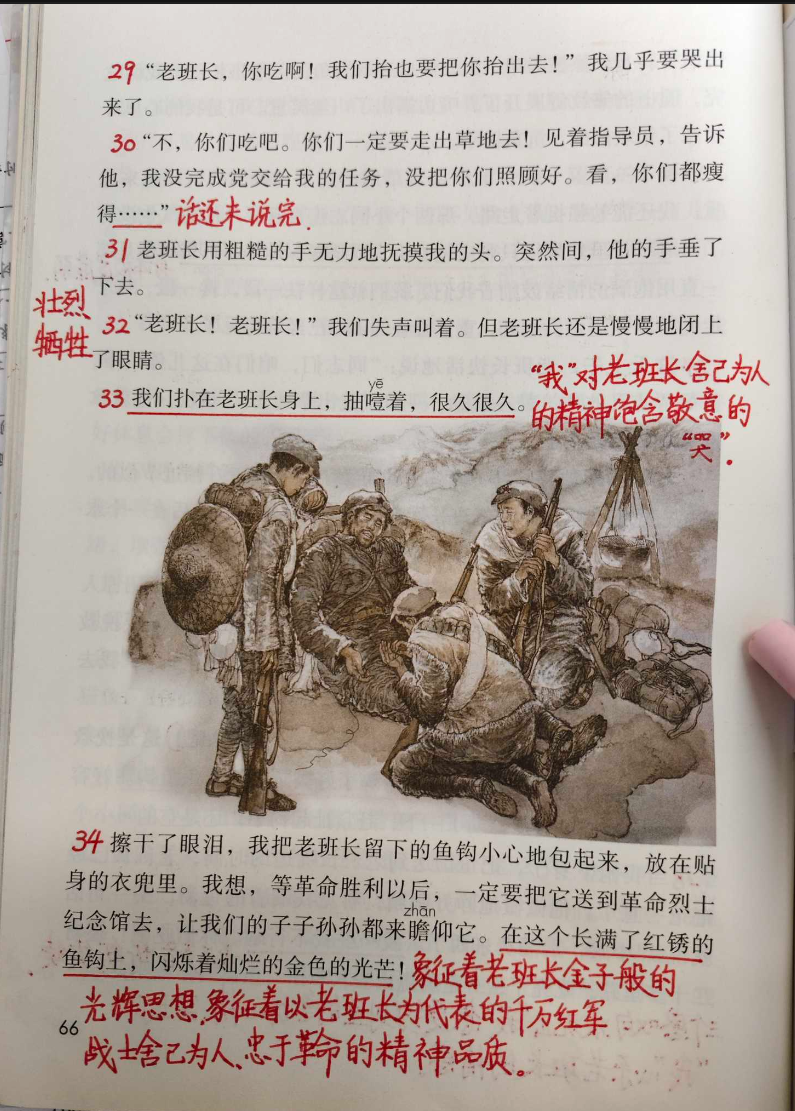 29 “老班长，你吃啊！我们抬也要把你抬出去！”我几乎要哭出
来了。
30 “不，你们吃吧。你们一定要走出草地去！见着指导员，告诉
他，我没完成党交给我的任务，没把你们照顾好。看，你们都瘦
得……” 话还未说完.
31 老班长用粗糙的手无力地抚摸我的头。突然间，他的手垂了
下去。
壮烈
牺牲
32 “老班长！老班长！”我们失声叫着。但老班长还是慢慢地闭上
了眼睛。
yē
33 我们扑在老班长身上，抽噎着，很久很久。
“我”对老班长舍己为人
的精神饱含敬意的
“哭”.
34 擦干了眼泪，我把老班长留下的鱼钩小心地包起来，放在贴
身的衣兜里。我想，等革命胜利以后，一定要把它送到革命烈士
zhān
纪念馆去，让我们的子子孙孙都来瞻仰它。在这个长满了红锈的
鱼钩上，闪烁着灿烂的金色的光芒！象征着老班长金子般的
光辉思想,象征着以老班长为代表的千万红军
战士舍己为人、忠于革命的精神品质。
66